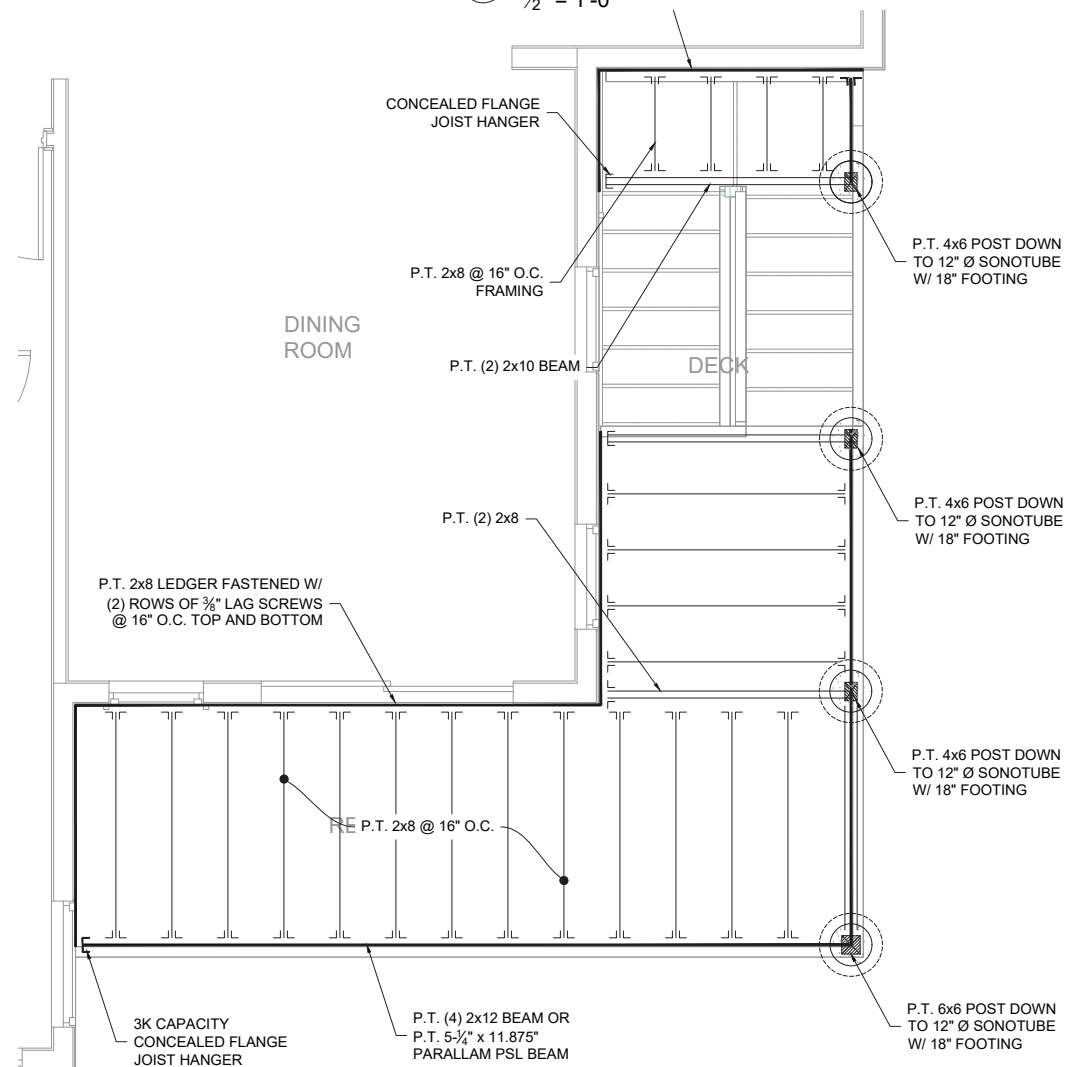 ½" = 1'-0"
CONCEALED FLANGE
JOIST HANGER
P.T. 4x6 POST DOWN
TO 12" Ø SONOTUBE
W/ 18" FOOTING
P.T. 2x8 @ 16" O.C.
FRAMING
DINING
ROOM
P.T. (2) 2x10 BEAM
DECK
P.T. 4x6 POST DOWN
TO 12" Ø SONOTUBE
W/ 18" FOOTING
P.T. (2) 2x8
P.T. 2x8 LEDGER FASTENED W/
(2) ROWS OF ⅜" LAG SCREWS
@ 16" O.C. TOP AND BOTTOM
P.T. 4x6 POST DOWN
TO 12" Ø SONOTUBE
W/ 18" FOOTING
P.T. 2x8 @ 16" O.C.
3K CAPACITY
CONCEALED FLANGE
JOIST HANGER
P.T. (4) 2x12 BEAM OR
P.T. 5-¼" x 11.875"
PARALLAM PSL BEAM
P.T. 6x6 POST DOWN
TO 12" Ø SONOTUBE
W/ 18" FOOTING